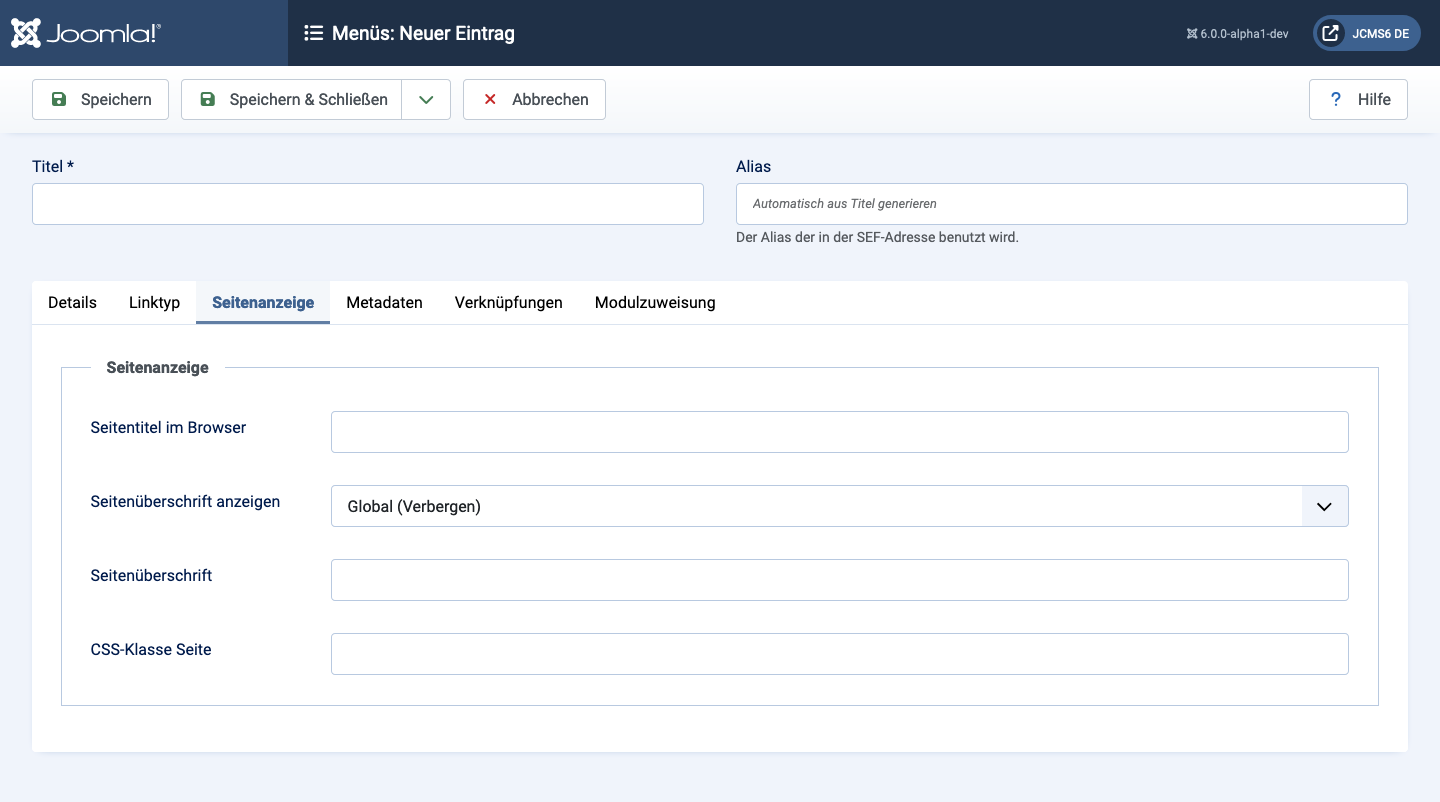 Joomla!®
Menüs: Neuer Eintrag
6.0.0-alpha1-dev
JCMS6 DE
Speichern
Speichern & Schließen
Abbrechen
? Hilfe
Titel *
Alias
Automatisch aus Titel generieren
Der Alias der in der SEF-Adresse benutzt wird.
Details Linktyp Seitenanzeige Metadaten Verknüpfungen Modulzuweisung
Seitenanzeige
Seitentitel im Browser
Seitenüberschrift anzeigen
Global (Verbergen)
Seitenüberschrift
CSS-Klasse Seite